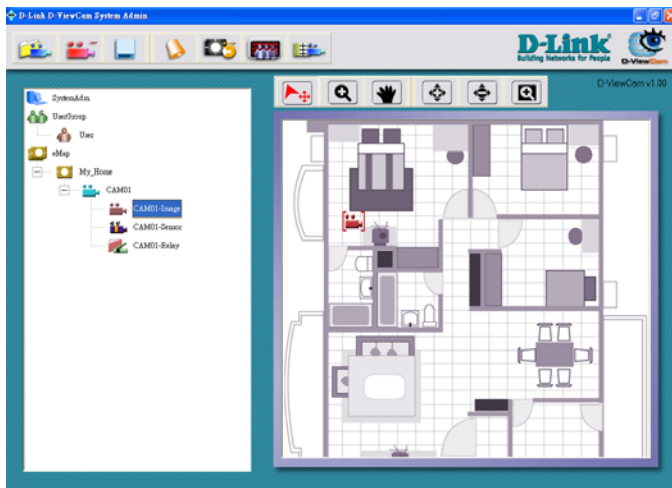 D-Link D-ViewCam System Admin
D-Link
Building Networks for People
D-ViewCam
D-ViewCam v1.00
SystemAdm
UserGroup
User
eMap
My_Home
CAM01
CAM01-Image
CAM01-Sensor
CAM01-Relay